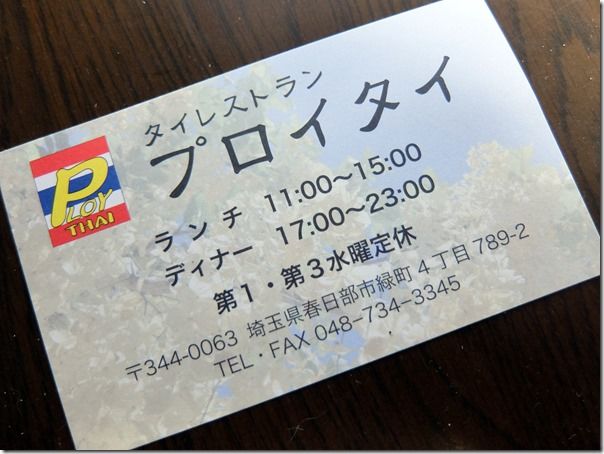 タイレストラン
プロイタイ
PLOY
THAI
ランチ 11:00～15:00
ディナー 17:00～23:00
第1・第3水曜定休
〒344-0063 埼玉県春日部市緑町4丁目789-2
TEL・FAX 048-734-3345